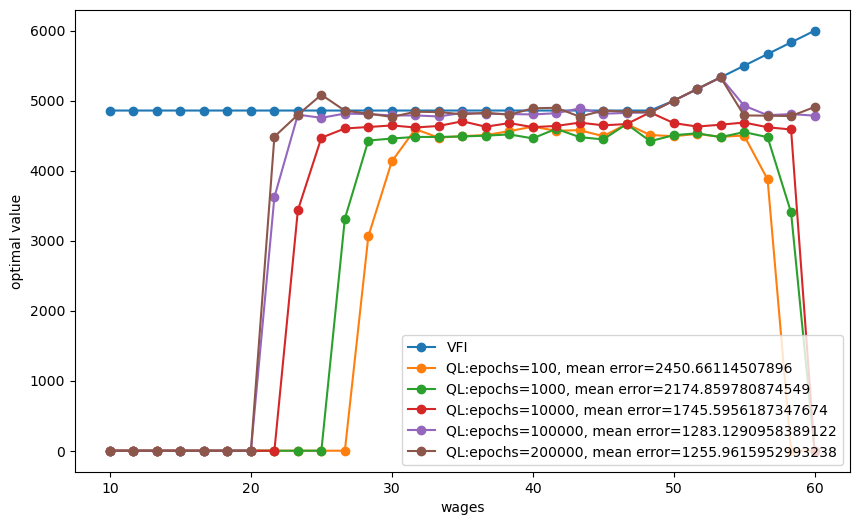 6000
5000
4000
3000
2000
1000
0
optimal value
10
20
30
40
50
60
wages
VFI
QL:epochs=100, mean error=2450.66114507896
QL:epochs=1000, mean error=2174.859780874549
QL:epochs=10000, mean error=1745.5956187347674
QL:epochs=100000, mean error=1283.1290958389122
QL:epochs=200000, mean error=1255.9615952993238